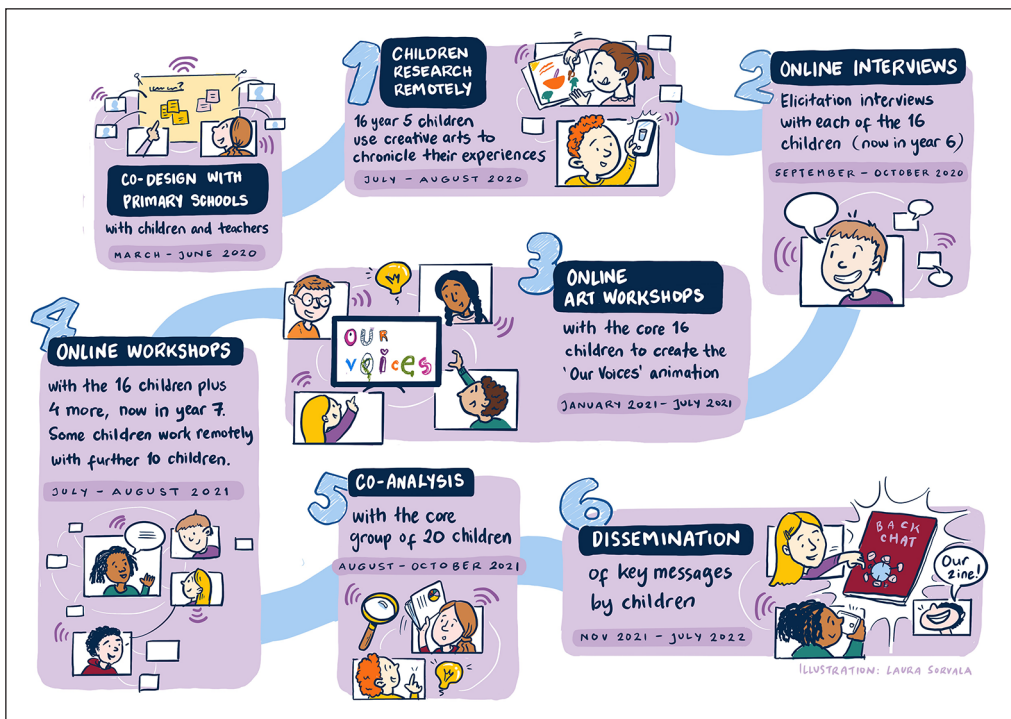 CO-DESIGN WITH
PRIMARY SCHOOLS
with children and teachers
MARCH - JUNE 2020
1
CHILDREN
RESEARCH
REMOTELY
16 year 5 children
use creative arts to
chronicle their experiences
JULY - AUGUST 2020
2
ONLINE INTERVIEWS
Elicitation interviews
with each of the 16
children (now in year 6)
SEPTEMBER - OCTOBER 2020
3
ONLINE
ART WORKSHOPS
with the core 16
children to create the
'Our Voices' animation
JANUARY 2021 - JULY 2021
OUR
VOiCES
4
ONLINE WORKSHOPS
with the 16 children plus
4 more, now in year 7.
Some children work remotely
with further 10 children.
JULY - AUGUST 2021
5
CO-ANALYSIS
with the core
group of 20 children
AUGUST - OCTOBER 2021
6
DISSEMINATION
of key messages
by children
NOV 2021 - JULY 2022
BACK
CHAT
Our
zine!
ILLUSTRATION: LAURA SORVALA